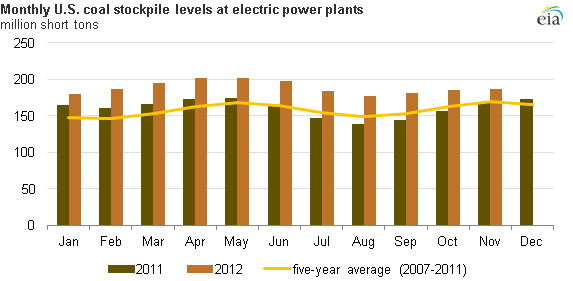 Monthly U.S. coal stockpile levels at electric power plants
million short tons
eia
250
200
150
100
50
0
Jan Feb Mar Apr May Jun Jul Aug Sep Oct Nov Dec
2011 2012 five-year average (2007-2011)